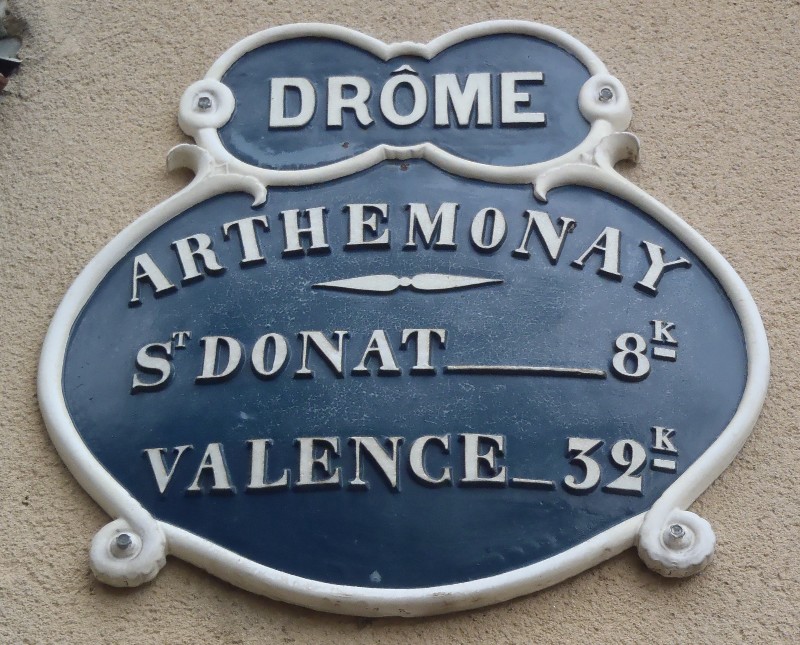 DRÔME
ARTHEMONAY
Sᵀ DONAT 8ᴷ
VALENCE 32ᴷ